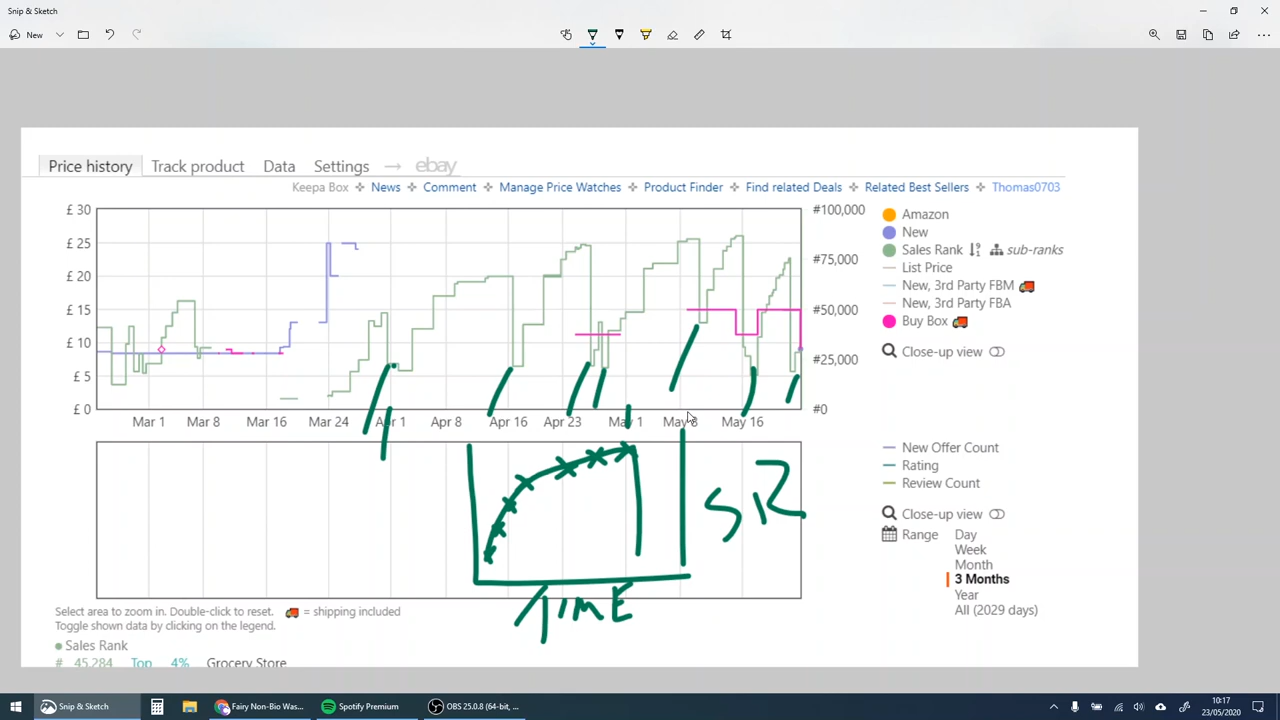 Snip & Sketch
New
Price history Track product Data Settings → ebay
Keepa Box News Comment Manage Price Watches Product Finder Find related Deals Related Best Sellers Thomas0703
£ 30 #100,000
£ 25
£ 20 #75,000
£ 15 #50,000
£ 10
£ 5 #25,000
£ 0 #0
Mar 1 Mar 8 Mar 16 Mar 24 Apr 1 Apr 8 Apr 16 Apr 23 May 1 May 8 May 16
Amazon
New
Sales Rank sub-ranks
List Price
New, 3rd Party FBM
New, 3rd Party FBA
Buy Box
Close-up view
New Offer Count
Rating
Review Count
Close-up view
Range Day
Week
Month
3 Months
Year
All (2029 days)
SR
TIME
Select area to zoom in. Double-click to reset. = shipping included
Toggle shown data by clicking on the legend.
Sales Rank
# 45,284 Top 4% Grocery Store
Snip & Sketch Fairy Non-Bio Was... Spotify Premium OBS 25.0.8 (64-bit, ...
10:17
23/05/2020